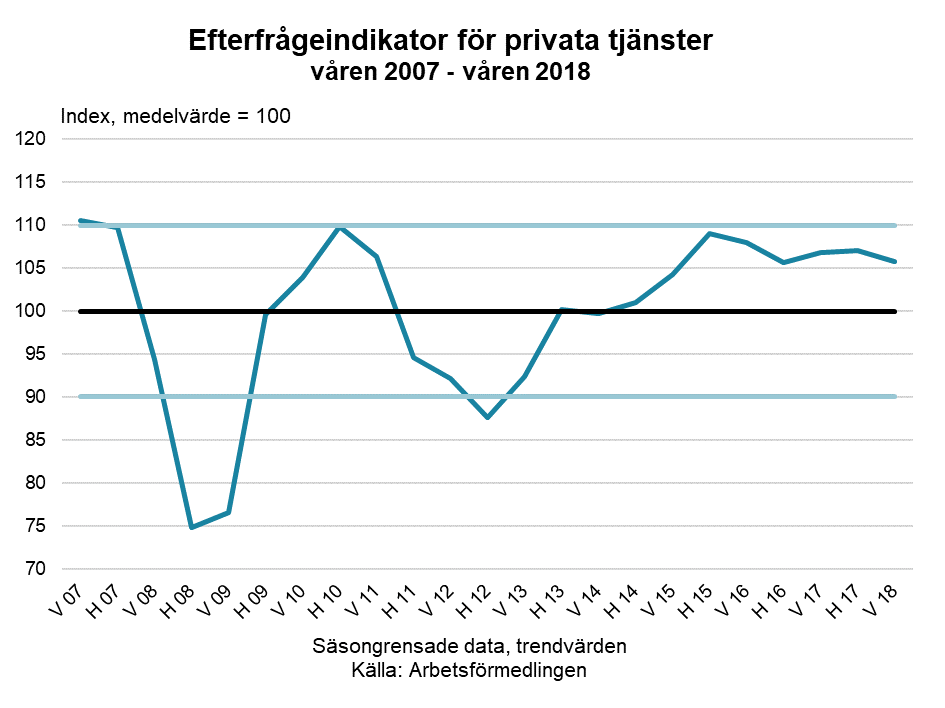 Efterfrågeindikator för privata tjänster
våren 2007 - våren 2018
Index, medelvärde = 100
120
115
110
105
100
95
90
85
80
75
70
V 07
H 07
V 08
H 08
V 09
H 09
V 10
H 10
V 11
H 11
V 12
H 12
V 13
H 13
V 14
H 14
V 15
H 15
V 16
H 16
V 17
H 17
V 18
Säsongrensade data, trendvärden
Källa: Arbetsförmedlingen